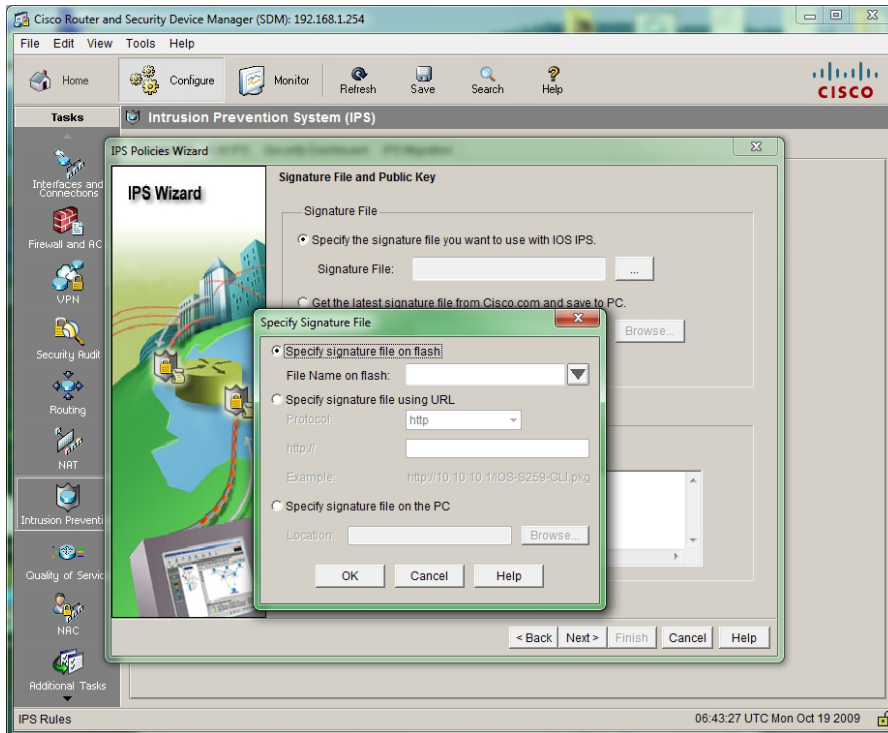 Cisco Router and Security Device Manager (SDM): 192.168.1.254
File Edit View Tools Help
Home Configure Monitor Refresh Save Search Help
CISCO
Tasks
Intrusion Prevention System (IPS)
IPS Policies Wizard
IPS Wizard
Signature File and Public Key
Signature File
Specify the signature file you want to use with IOS IPS.
Signature File: ...
Get the latest signature file from Cisco.com and save to PC.
Browse...
Specify Signature File
Specify signature file on flash
File Name on flash:
Specify signature file using URL
Protocol: http
http://
Example: http://10.10.10.1/IOS-S259-CLI.pkg
Specify signature file on the PC
Location: Browse...
OK Cancel Help
< Back Next > Finish Cancel Help
Interfaces and
Connections
Firewall and AC
VPN
Security Audit
Routing
NAT
Intrusion Preventi
Quality of Servic
NAC
Additional Tasks
IPS Rules
06:43:27 UTC Mon Oct 19 2009